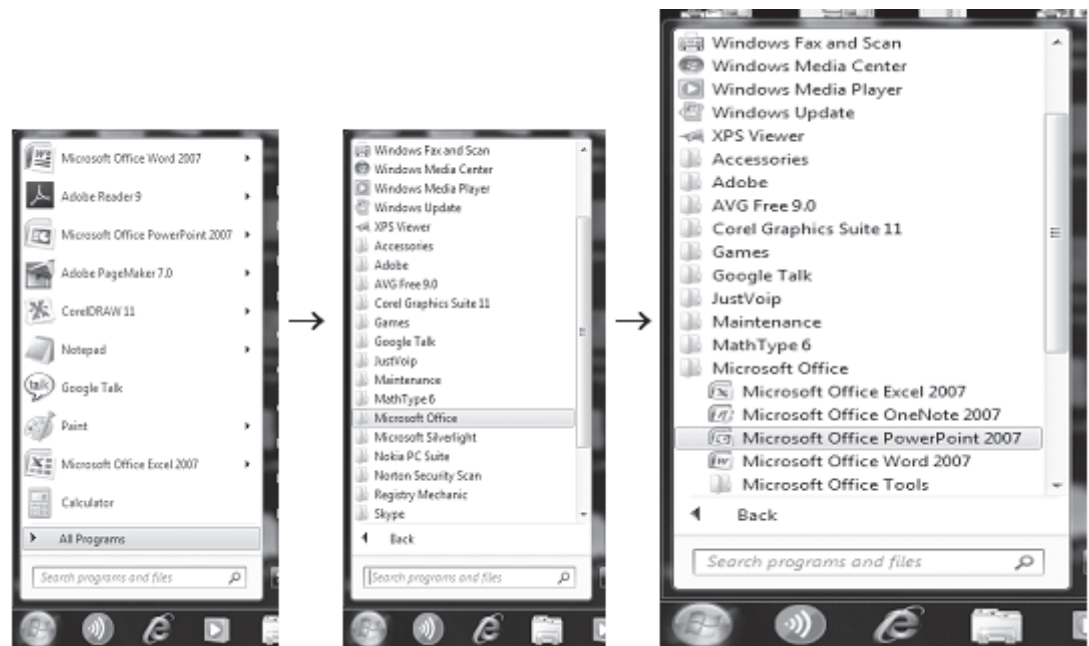 Microsoft Office Word 2007
Adobe Reader 9
Microsoft Office PowerPoint 2007
Adobe PageMaker 7.0
CorelDRAW 11
Notepad
talk
Google Talk
Paint
Microsoft Office Excel 2007
Calculator
All Programs
Search programs and files
→
Windows Fax and Scan
Windows Media Center
Windows Media Player
Windows Update
XPS Viewer
Accessories
Adobe
AVG Free 9.0
Corel Graphics Suite 11
Games
Google Talk
JustVoip
Maintenance
MathType 6
Microsoft Office
Microsoft Silverlight
Nokia PC Suite
Norton Security Scan
Registry Mechanic
Skype
Back
Search programs and files
→
Windows Fax and Scan
Windows Media Center
Windows Media Player
Windows Update
XPS Viewer
Accessories
Adobe
AVG Free 9.0
Corel Graphics Suite 11
Games
Google Talk
JustVoip
Maintenance
MathType 6
Microsoft Office
Microsoft Office Excel 2007
Microsoft Office OneNote 2007
Microsoft Office PowerPoint 2007
Microsoft Office Word 2007
Microsoft Office Tools
Back
Search programs and files